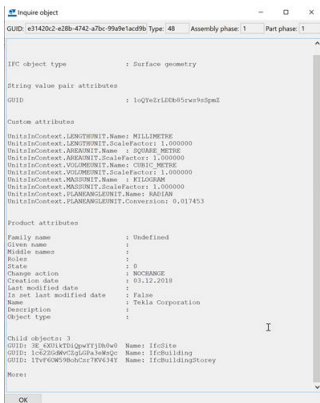 Inquire object
GUID: e31420c2-e28b-4742-a7bc-99a9e1acd9b Type: 48 Assembly phase: 1 Part phase: 1
IFC object type : Surface geometry
String value pair attributes
GUID
Custom attributes
UnitsInContext.LENGTHUNIT.Name: MILLIMETRE
UnitsInContext.LENGTHUNIT.ScaleFactor: 1.000000
UnitsInContext.AREAUNIT.Name : SQUARE_METRE
UnitsInContext.AREAUNIT.ScaleFactor: 1.000000
UnitsInContext.VOLUMEUNIT.Name: CUBIC_METRE
UnitsInContext.VOLUMEUNIT.ScaleFactor: 1.000000
UnitsInContext.MASSUNIT.Name : KILOGRAM
UnitsInContext.MASSUNIT.ScaleFactor: 1.000000
UnitsInContext.PLANEANGLEUNIT.Name: RADIAN
UnitsInContext.PLANEANGLEUNIT.Conversion: 0.017453
Product attributes
Family name : Undefined
Given name :
Middle names :
Roles :
State : 0
Change action : NOCHANGE
Creation date : 03.12.2018
Last modified date :
Is set last modified date : False
Name : Tekla Corporation
Description :
Object type :
Child objects: 3
GUID: Name: IfcSite
GUID: Name: IfcBuilding
GUID: Name: IfcBuildingStorey
More:
OK